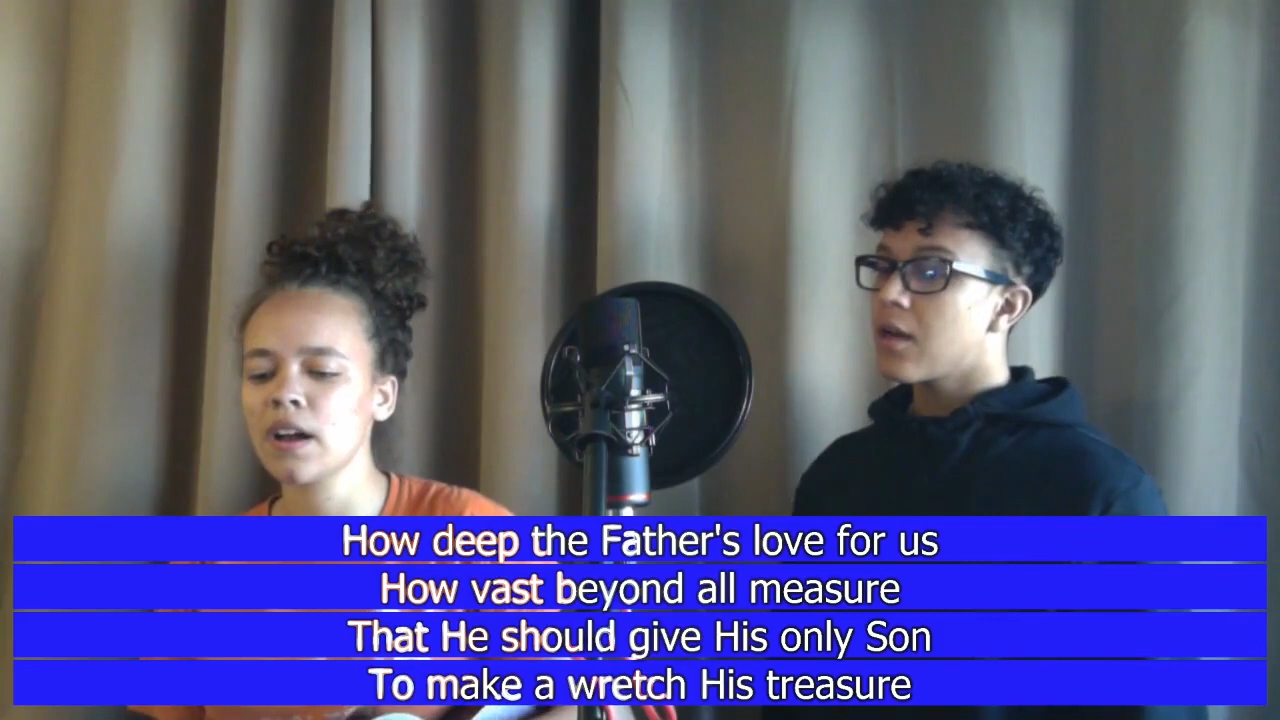 How deep the Father's love for us
How vast beyond all measure
That He should give His only Son
To make a wretch His treasure